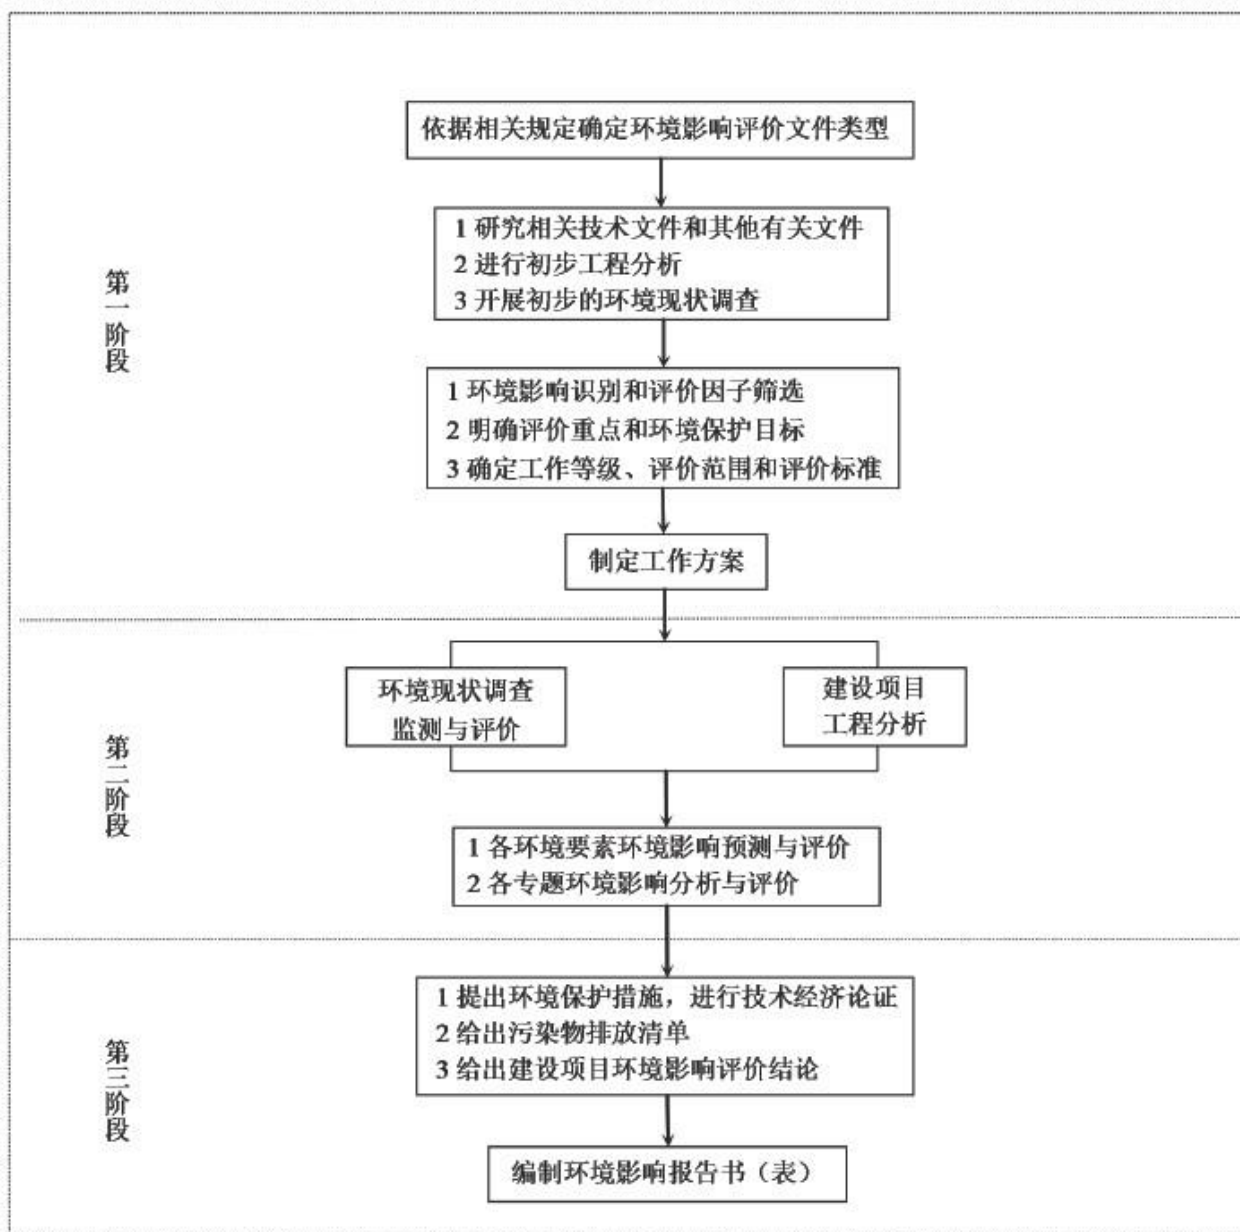 依据相关规定确定环境影响评价文件类型
1 研究相关技术文件和其他有关文件
2 进行初步工程分析
3 开展初步的环境现状调查
第一阶段
1 环境影响识别和评价因子筛选
2 明确评价重点和环境保护目标
3 确定工作等级、评价范围和评价标准
制定工作方案
环境现状调查
监测与评价
建设项目
工程分析
第二阶段
1 各环境要素环境影响预测与评价
2 各专题环境影响分析与评价
1 提出环境保护措施，进行技术经济论证
2 给出污染物排放清单
3 给出建设项目环境影响评价结论
第三阶段
编制环境影响报告书（表）